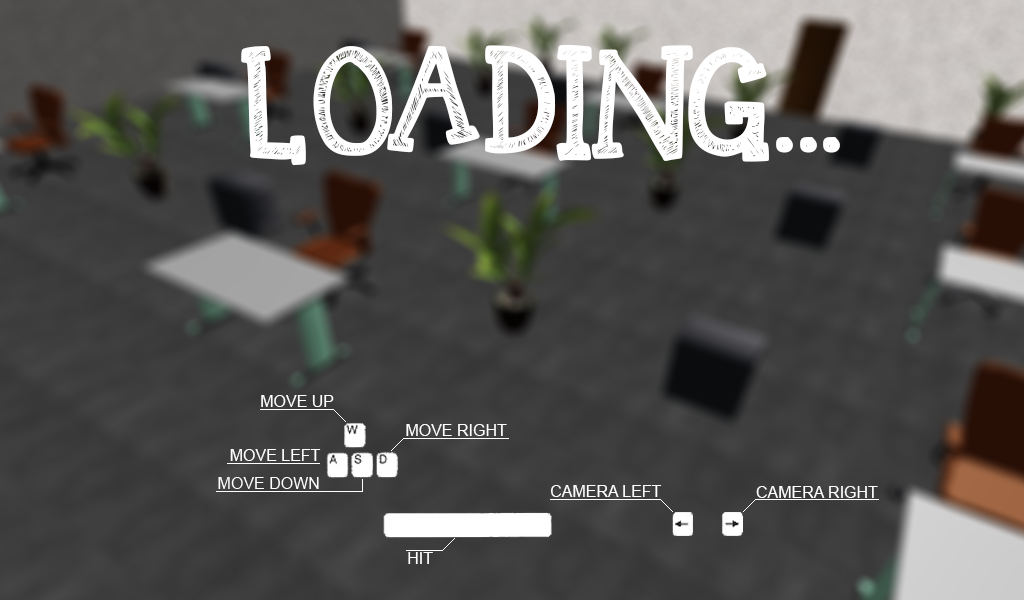 LOADING...
MOVE UP
W
MOVE RIGHT
MOVE LEFT
A S D
MOVE DOWN
CAMERA LEFT
CAMERA RIGHT
← →
HIT